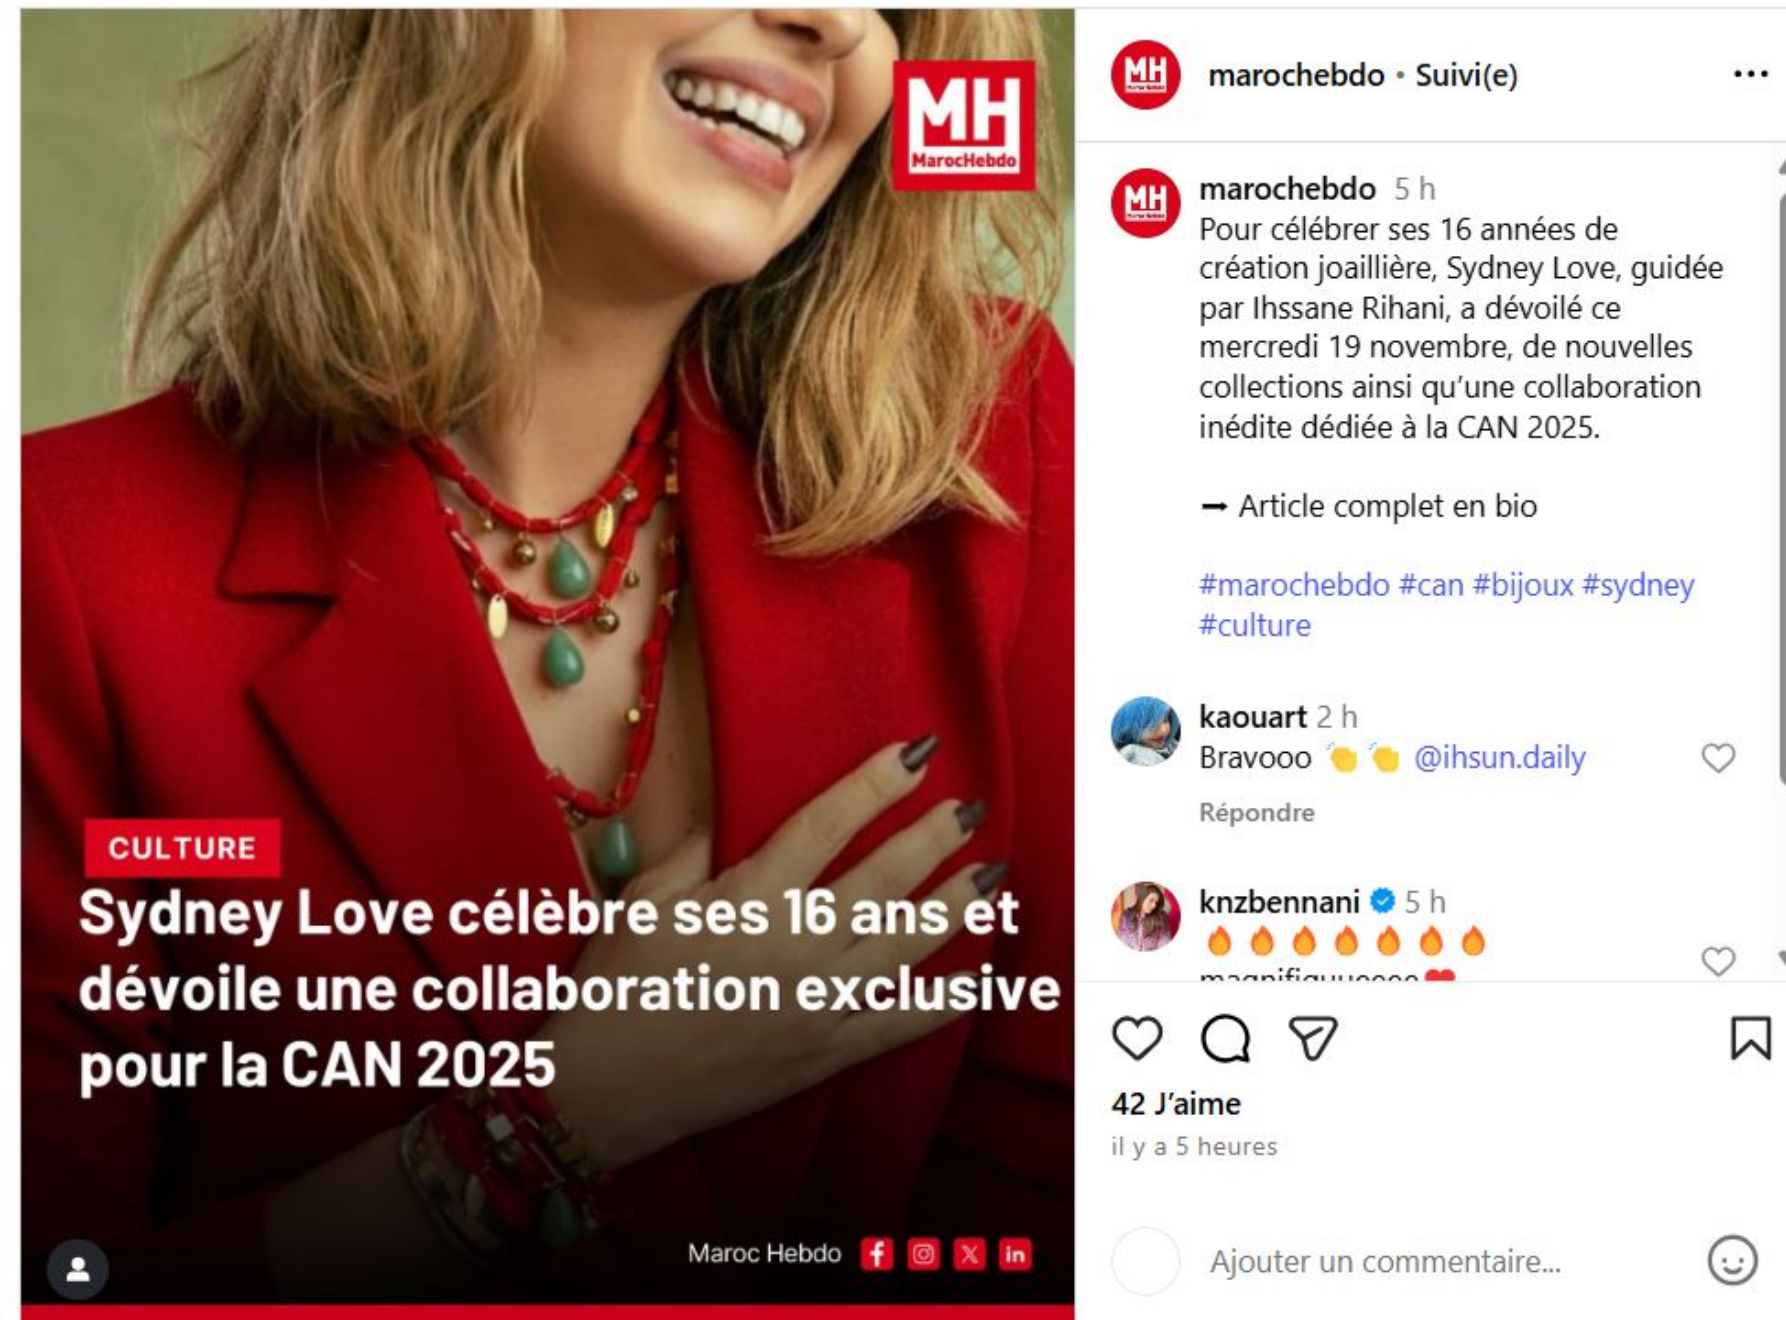 MH
MarocHebdo
CULTURE
Sydney Love célèbre ses 16 ans et
dévoile une collaboration exclusive
pour la CAN 2025
Maroc Hebdo
MH
marochebdo • Suivi(e)
MH
marochebdo 5 h
Pour célébrer ses 16 années de
création joaillière, Sydney Love, guidée
par Ihssane Rihani, a dévoilé ce
mercredi 19 novembre, de nouvelles
collections ainsi qu’une collaboration
inédite dédiée à la CAN 2025.
➞ Article complet en bio
#marochebdo #can #bijoux #sydney
#culture
kaouart 2 h
Bravooo 👏 👏 @ihsun.daily
Répondre
knzbennani 5 h
🔥 🔥 🔥 🔥 🔥 🔥 🔥
42 J’aime
il y a 5 heures
Ajouter un commentaire...